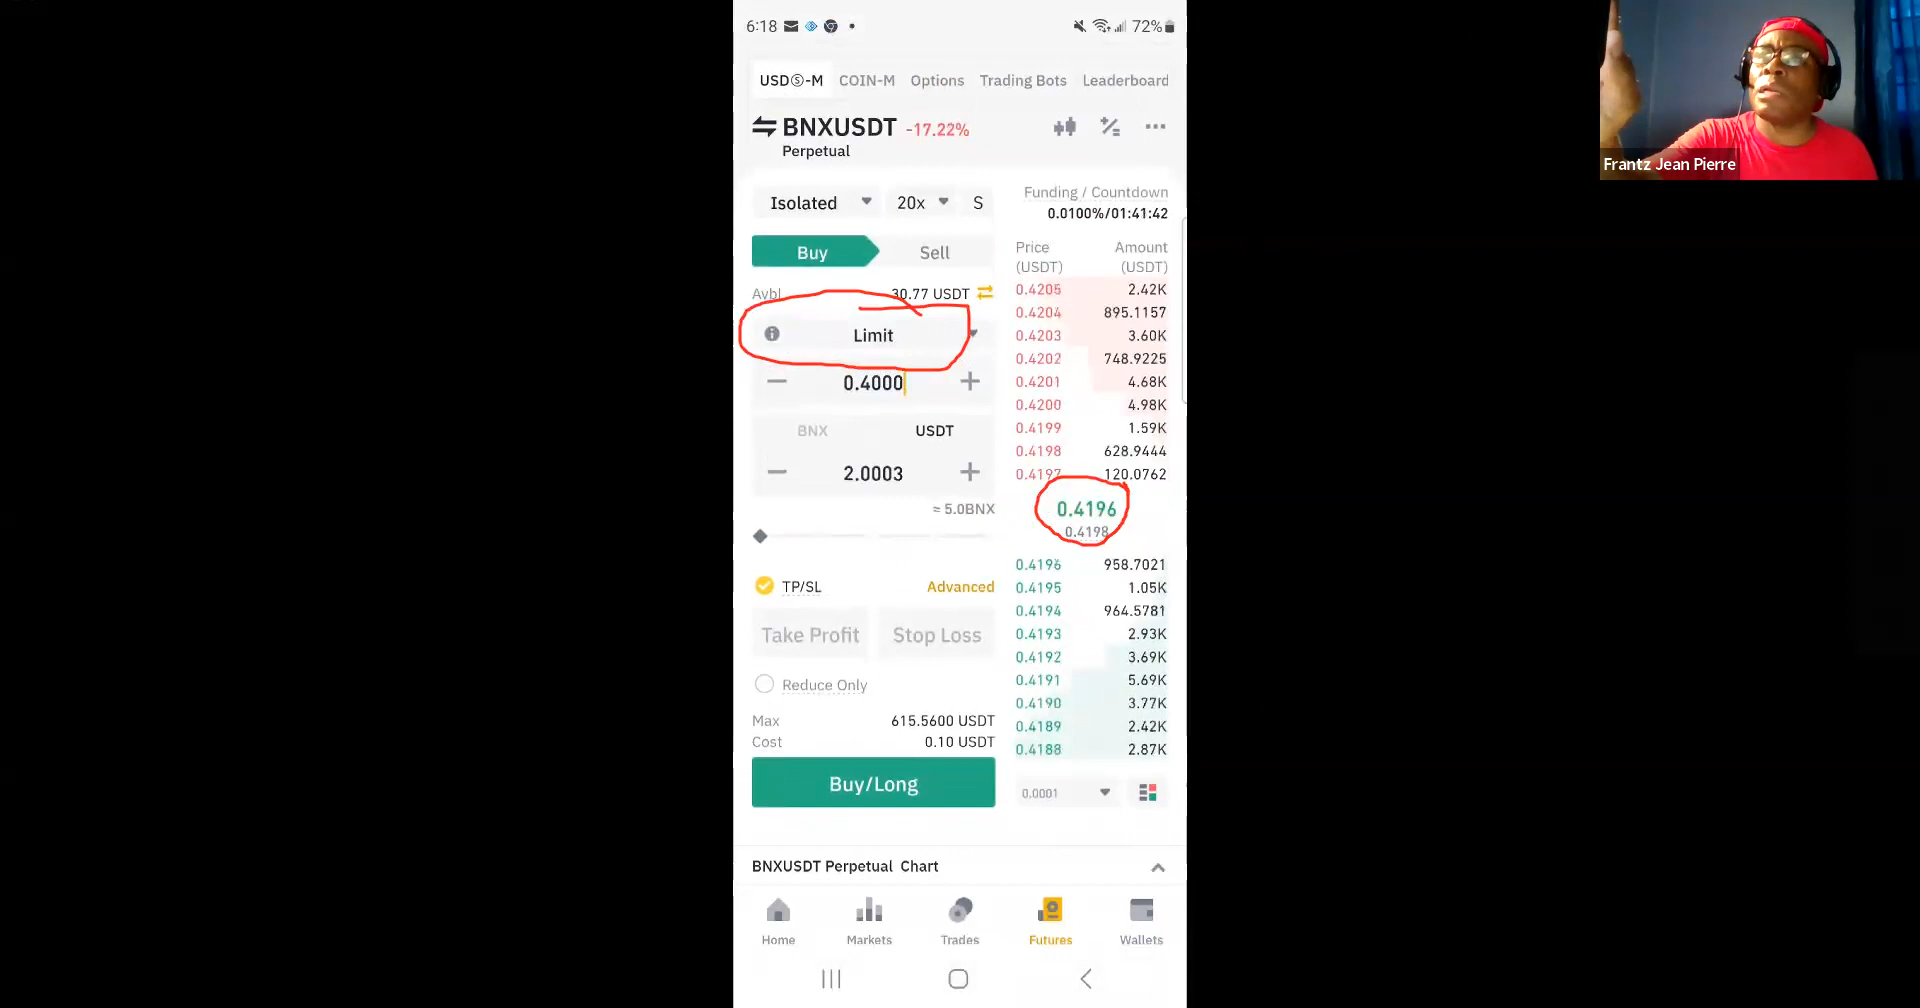 6:18
72%
USDⓈ-M COIN-M Options Trading Bots Leaderboard
BNXUSDT -17.22%
Perpetual
Isolated 20x S
Funding / Countdown
0.0100%/01:41:42
Buy Sell
Price Amount
(USDT) (USDT)
Avbl 30.77 USDT
Limit
0.4000
BNX USDT
2.0003
≈ 5.0BNX
TP/SL Advanced
Take Profit Stop Loss
Reduce Only
Max 615.5600 USDT
Cost 0.10 USDT
Buy/Long
0.4205 2.42K
0.4204 895.1157
0.4203 3.60K
0.4202 748.9225
0.4201 4.68K
0.4200 4.98K
0.4199 1.59K
0.4198 628.9444
0.4197 120.0762
0.4196
0.4198
0.4196 958.7021
0.4195 1.05K
0.4194 964.5781
0.4193 2.93K
0.4192 3.69K
0.4191 5.69K
0.4190 3.77K
0.4189 2.42K
0.4188 2.87K
0.0001
BNXUSDT Perpetual Chart
Home Markets Trades Futures Wallets
Frantz Jean Pierre